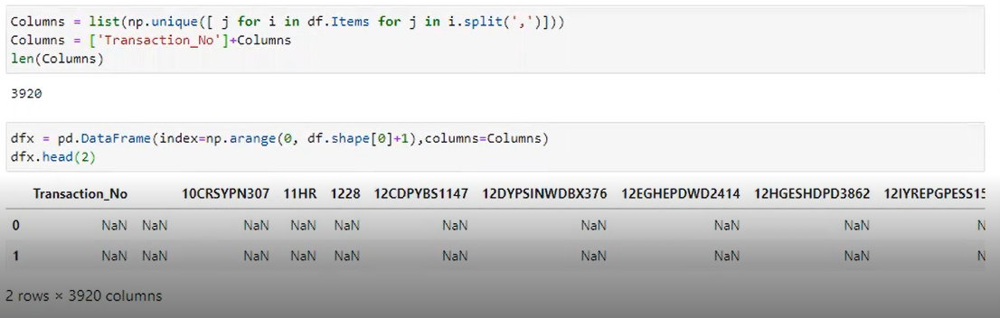 Columns = list(np.unique([ j for i in df.Items for j in i.split(',')]))
Columns = ['Transaction_No']+Columns
len(Columns)
3920
dfx = pd.DataFrame(index=np.arange(0, df.shape[0]+1),columns=Columns)
dfx.head(2)
Transaction_No 10CRSYPN307 11HR 1228 12CDPYBS1147 12DYPSINWDBX376 12EGHEPDWD2414 12HGESHDPD3862 12IYREPGPESS15
0 NaN NaN NaN NaN NaN NaN NaN NaN NaN N
1 NaN NaN NaN NaN NaN NaN NaN NaN NaN N
2 rows × 3920 columns